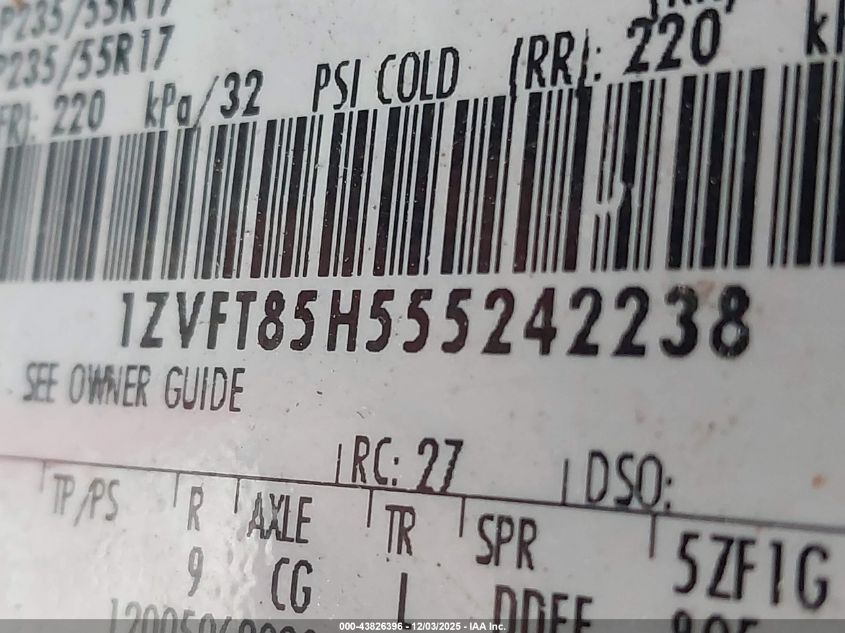 P235/55R17
P235/55R17
FR): 220 kPa/32 PSI COLD (RR): 220
1ZVFT85H555242238
SEE OWNER GUIDE
RC: 27 DSO:
TP/PS R AXLE TR SPR 5ZF1G
9 CG
000-43826396 - 12/03/2025 - IAA Inc.